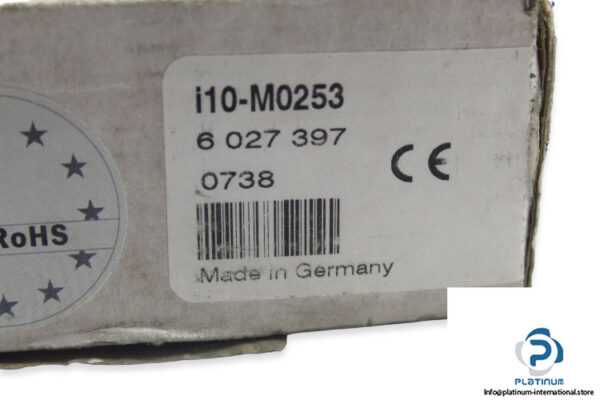 i10-M0253
6 027 397
0738
CE
Made in Germany
RoHS
PLATINUM
Info@platinum-international.store